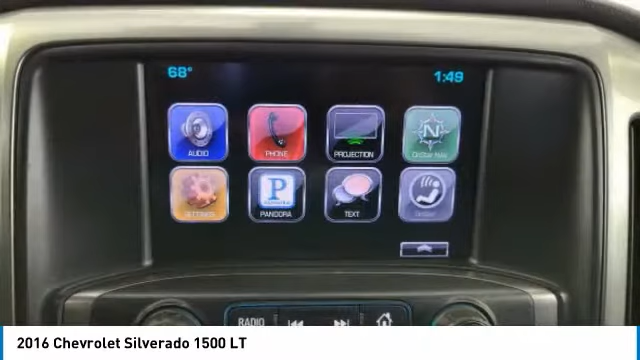 68°
1:49
AUDIO
PHONE
PROJECTION
OnStar NAV
SETTINGS
P
PANDORA
TEXT
OnStar
RADIO
2016 Chevrolet Silverado 1500 LT